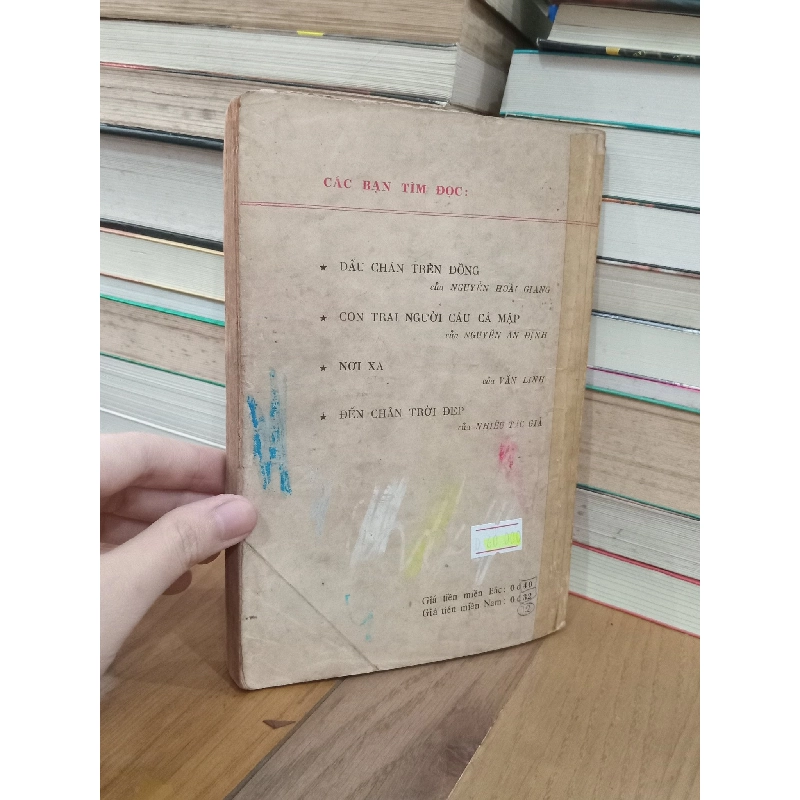 CÁC BẠN TÌM ĐỌC:
★ DẤU CHÂN TRÊN ĐỒNG
của NGUYỄN HOÀI GIANG
★ CON TRAI NGƯỜI CÂU CÁ MẬP
của NGUYỄN AN ĐỊNH
★ NƠI XA
của VĂN LINH
★ ĐẾN CHÂN TRỜI ĐẸP
của NHIỀU TÁC GIẢ
Giá tiền miền Bắc: 0đ40
Giá tiền miền Nam: 0đ32